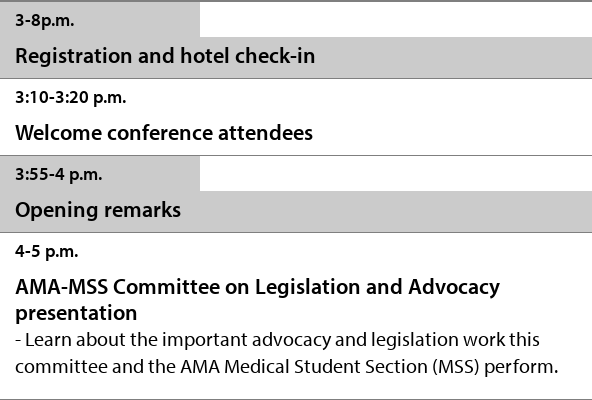 3-8p.m.
Registration and hotel check-in
3:10-3:20 p.m.
Welcome conference attendees
3:55-4 p.m.
Opening remarks
4-5 p.m.
AMA-MSS Committee on Legislation and Advocacy
presentation
- Learn about the important advocacy and legislation work this
committee and the AMA Medical Student Section (MSS) perform.